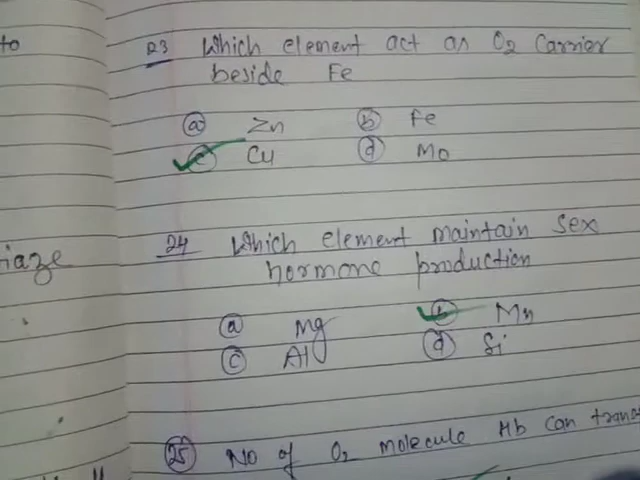 to
23 Which element act as O2 Carrier
beside Fe
(a) Zn (b) Fe
(c) Cu (d) Mo
24 Which element maintain sex
hormone production
iaze
(a) Mg (b) Mn
(c) Al (d) Si
(25) No of O2 molecule Hb Can